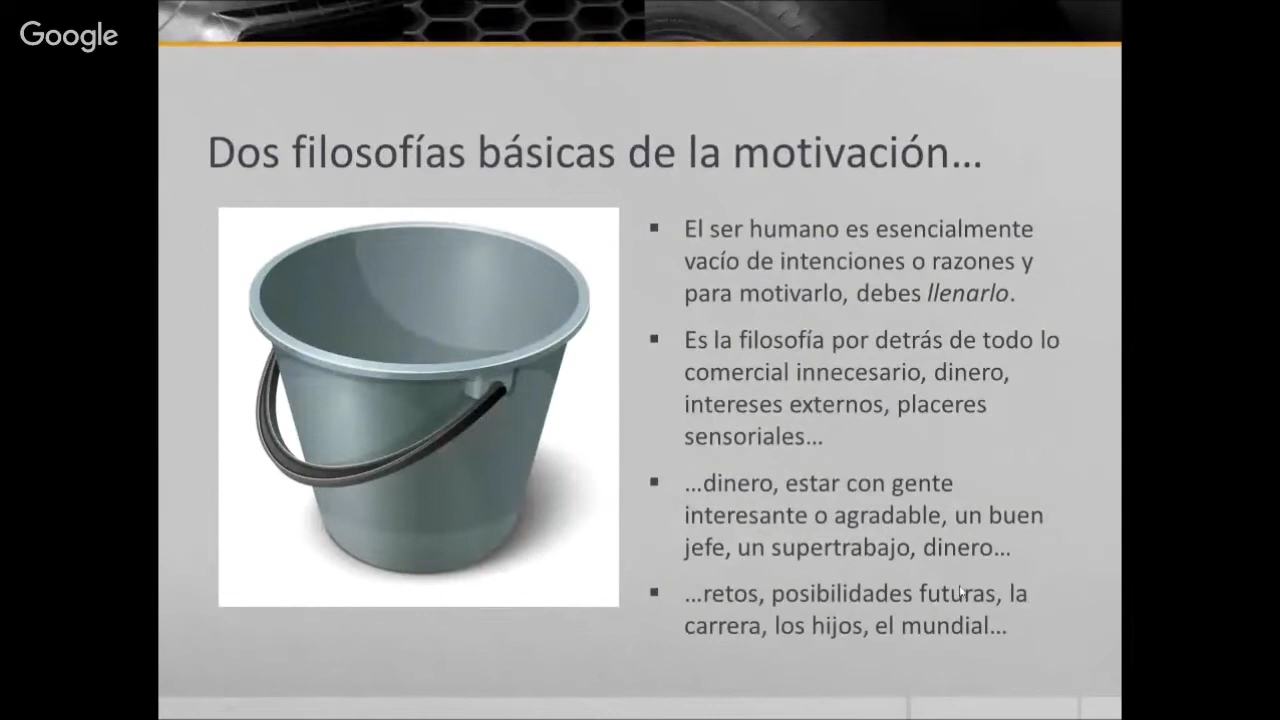 Google
Dos filosofías básicas de la motivación...
▪ El ser humano es esencialmente
vacío de intenciones o razones y
para motivarlo, debes llenarlo.
▪ Es la filosofía por detrás de todo lo
comercial innecesario, dinero,
intereses externos, placeres
sensoriales...
▪ ...dinero, estar con gente
interesante o agradable, un buen
jefe, un supertrabajo, dinero...
▪ ...retos, posibilidades futuras, la
carrera, los hijos, el mundial...